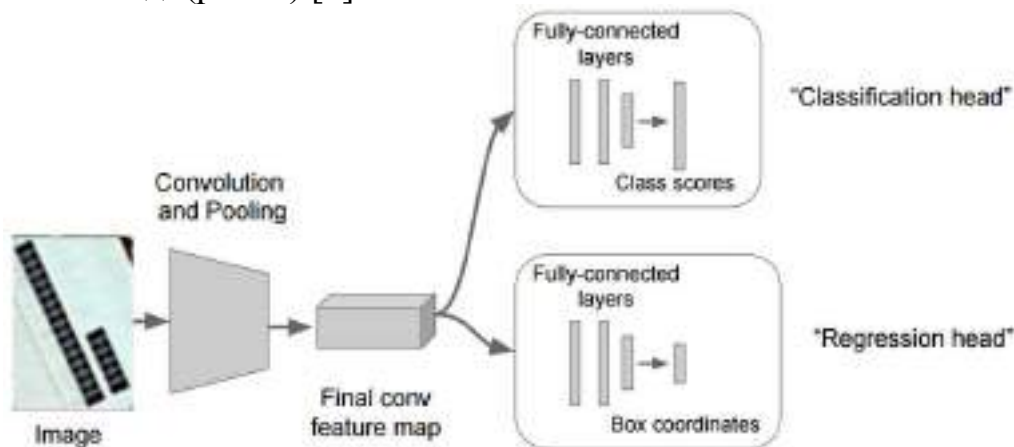 Fully-connected
layers
Class scores
"Classification head"
Convolution
and Pooling
Image
Final conv
feature map
Fully-connected
layers
Box coordinates
"Regression head"